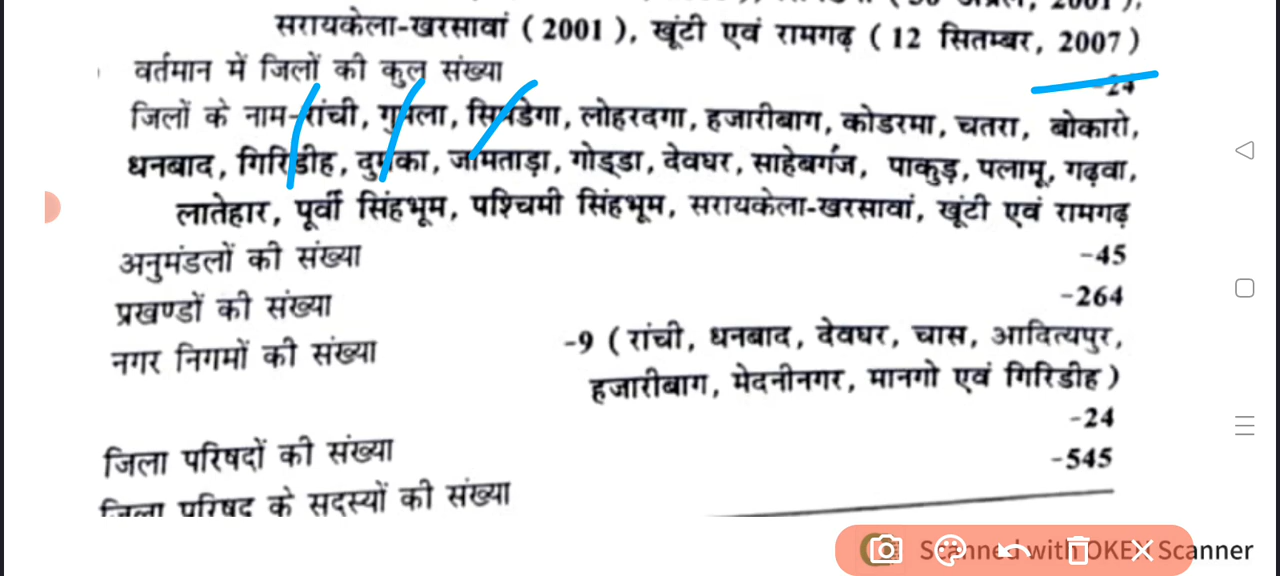 सरायकेला-खरसावां ( 2001 ), खूंटी एवं रामगढ़ ( 12 सितम्बर, 2007 )
वर्तमान में जिलों की कुल संख्या -24
जिलों के नाम-रांची, गुमला, सिमडेगा, लोहरदगा, हजारीबाग, कोडरमा, चतरा, बोकारो,
धनबाद, गिरिडीह, दुमका, जामताड़ा, गोड्डा, देवघर, साहेबगंज, पाकुड़, पलामू, गढ़वा,
लातेहार, पूर्वी सिंहभूम, पश्चिमी सिंहभूम, सरायकेला-खरसावां, खूंटी एवं रामगढ़
अनुमंडलों की संख्या -45
प्रखण्डों की संख्या -264
नगर निगमों की संख्या -9 ( रांची, धनबाद, देवघर, चास, आदित्यपुर,
हजारीबाग, मेदनीनगर, मानगो एवं गिरिडीह )
जिला परिषदों की संख्या -24
जिला परिषद के सदस्यों की संख्या -545
Scanned with OKEN Scanner